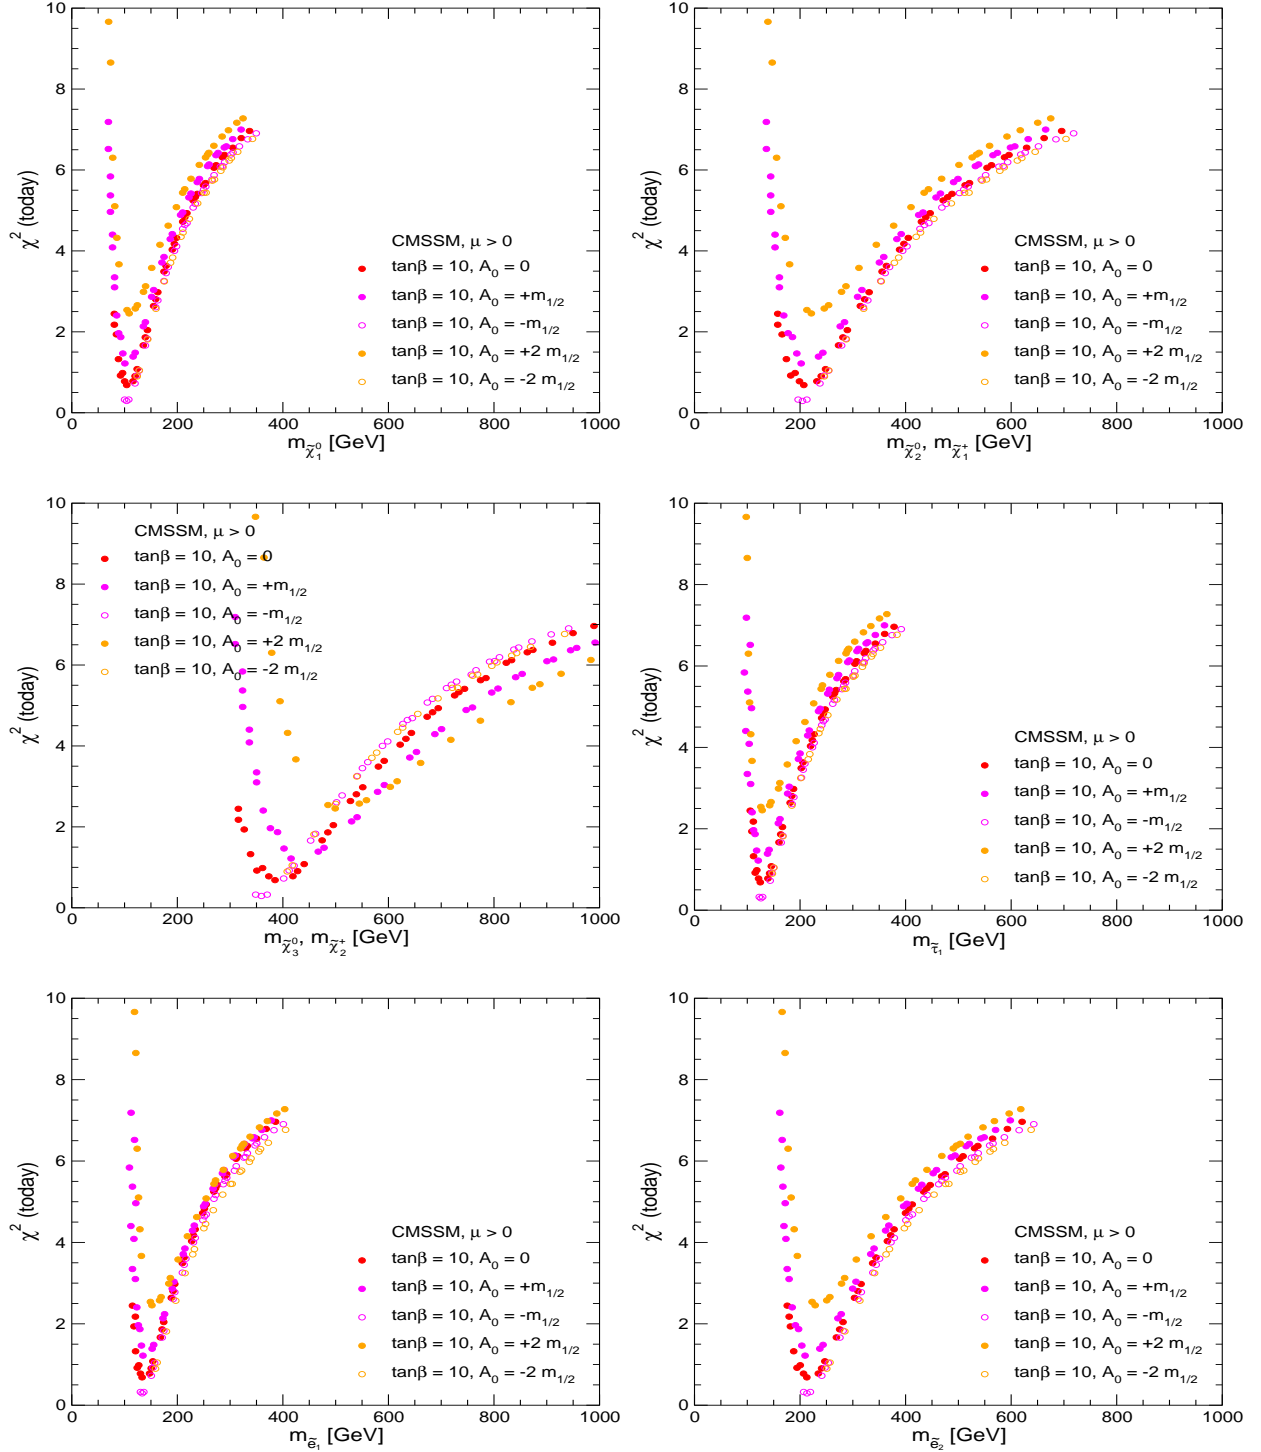 10
8
6
4
2
0
χ² (today)
CMSSM, μ > 0
tanβ = 10, A₀ = 0
tanβ = 10, A₀ = +m₁/₂
tanβ = 10, A₀ = -m₁/₂
tanβ = 10, A₀ = +2 m₁/₂
tanβ = 10, A₀ = -2 m₁/₂
0 200 400 600 800 1000
m_χ̃₁⁰ [GeV]
10
8
6
4
2
0
χ² (today)
CMSSM, μ > 0
tanβ = 10, A₀ = 0
tanβ = 10, A₀ = +m₁/₂
tanβ = 10, A₀ = -m₁/₂
tanβ = 10, A₀ = +2 m₁/₂
tanβ = 10, A₀ = -2 m₁/₂
0 200 400 600 800 1000
m_χ̃₂⁰, m_χ̃₁⁺ [GeV]
10
8
6
4
2
0
χ² (today)
CMSSM, μ > 0
tanβ = 10, A₀ = 0
tanβ = 10, A₀ = +m₁/₂
tanβ = 10, A₀ = -m₁/₂
tanβ = 10, A₀ = +2 m₁/₂
tanβ = 10, A₀ = -2 m₁/₂
0 200 400 600 800 1000
m_χ̃₃⁰, m_χ̃₂⁺ [GeV]
10
8
6
4
2
0
χ² (today)
CMSSM, μ > 0
tanβ = 10, A₀ = 0
tanβ = 10, A₀ = +m₁/₂
tanβ = 10, A₀ = -m₁/₂
tanβ = 10, A₀ = +2 m₁/₂
tanβ = 10, A₀ = -2 m₁/₂
0 200 400 600 800 1000
m_τ̃₁ [GeV]
10
8
6
4
2
0
χ² (today)
CMSSM, μ > 0
tanβ = 10, A₀ = 0
tanβ = 10, A₀ = +m₁/₂
tanβ = 10, A₀ = -m₁/₂
tanβ = 10, A₀ = +2 m₁/₂
tanβ = 10, A₀ = -2 m₁/₂
0 200 400 600 800 1000
m_ẽ₁ [GeV]
10
8
6
4
2
0
χ² (today)
CMSSM, μ > 0
tanβ = 10, A₀ = 0
tanβ = 10, A₀ = +m₁/₂
tanβ = 10, A₀ = -m₁/₂
tanβ = 10, A₀ = +2 m₁/₂
tanβ = 10, A₀ = -2 m₁/₂
0 200 400 600 800 1000
m_ẽ₂ [GeV]